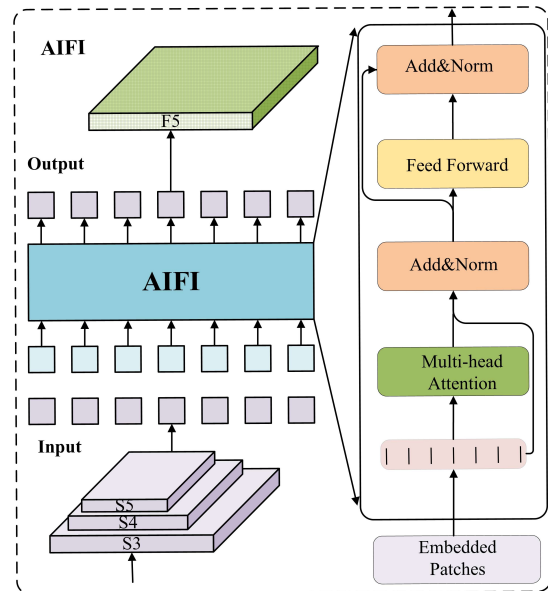 AIFI
F5
Output
AIFI
Input
S5
S4
S3
Add&Norm
Feed Forward
Add&Norm
Multi-head
Attention
Embedded
Patches